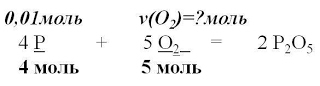 0,01моль ν(O₂)=?моль
4 P + 5 O₂ = 2 P₂O₅
4 моль 5 моль